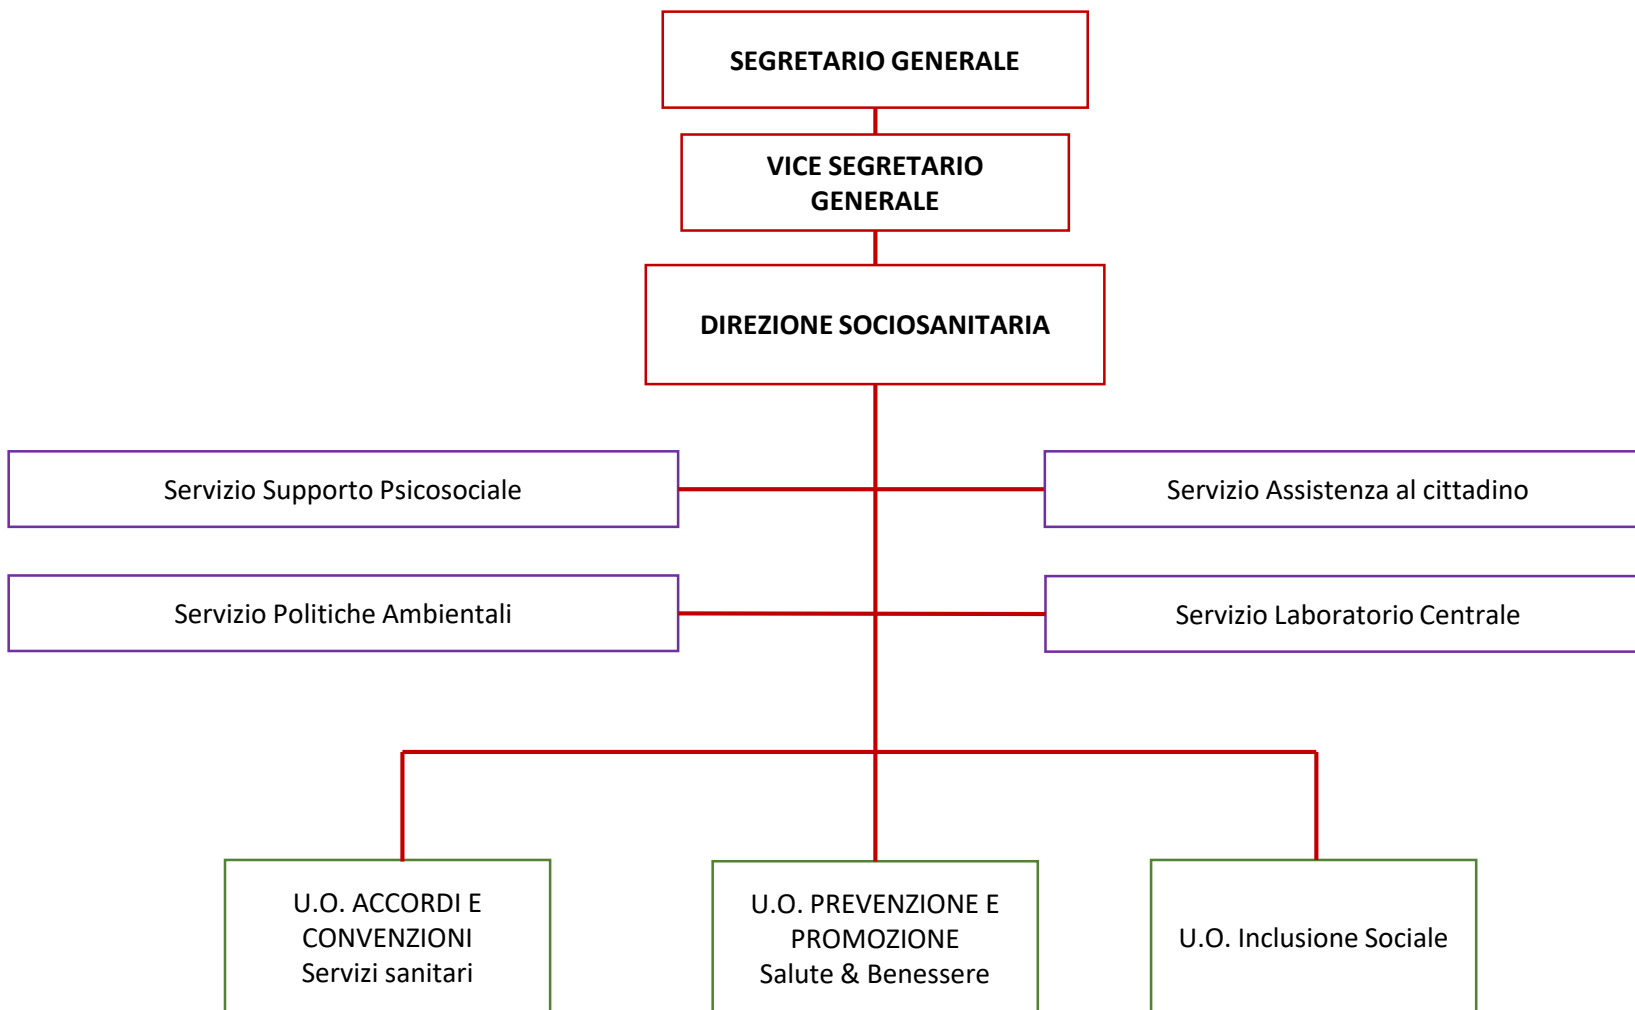 SEGRETARIO GENERALE
VICE SEGRETARIO
GENERALE
DIREZIONE SOCIOSANITARIA
Servizio Supporto Psicosociale
Servizio Assistenza al cittadino
Servizio Politiche Ambientali
Servizio Laboratorio Centrale
U.O. ACCORDI E
CONVENZIONI
Servizi sanitari
U.O. PREVENZIONE E
PROMOZIONE
Salute & Benessere
U.O. Inclusione Sociale